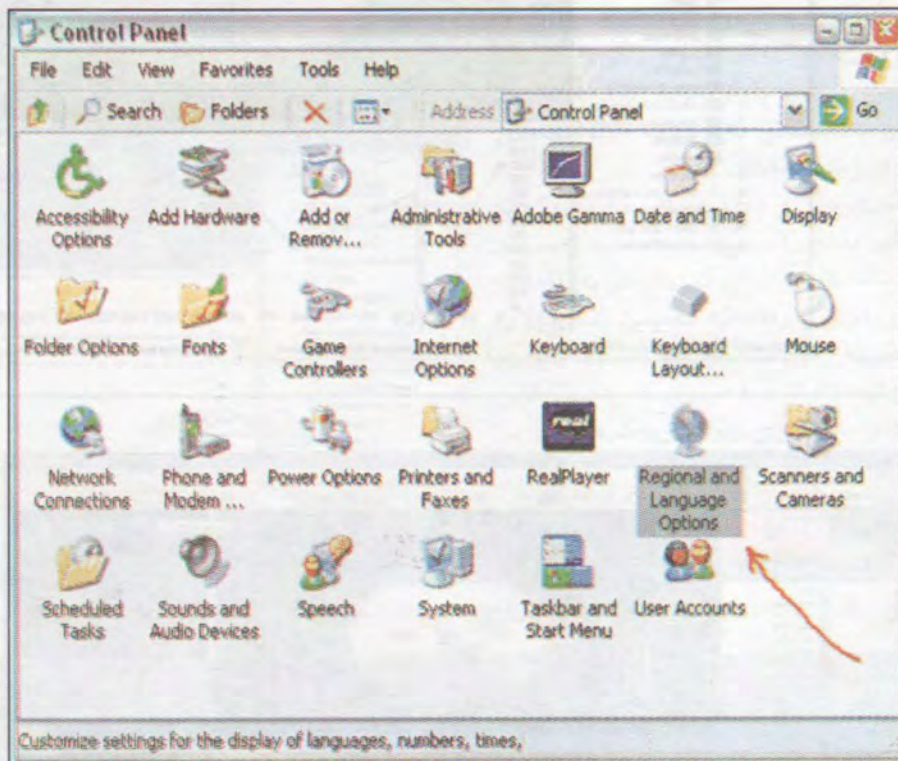 Control Panel
File Edit View Favorites Tools Help
Search Folders Address Control Panel Go
Accessibility Options
Add Hardware
Add or Remov...
Administrative Tools
Adobe Gamma
Date and Time
Display
Folder Options
Fonts
Game Controllers
Internet Options
Keyboard
Keyboard Layout...
Mouse
Network Connections
Phone and Modem ...
Power Options
Printers and Faxes
real
RealPlayer
Regional and Language Options
Scanners and Cameras
Scheduled Tasks
Sounds and Audio Devices
Speech
System
Taskbar and Start Menu
User Accounts
Customize settings for the display of languages, numbers, times,